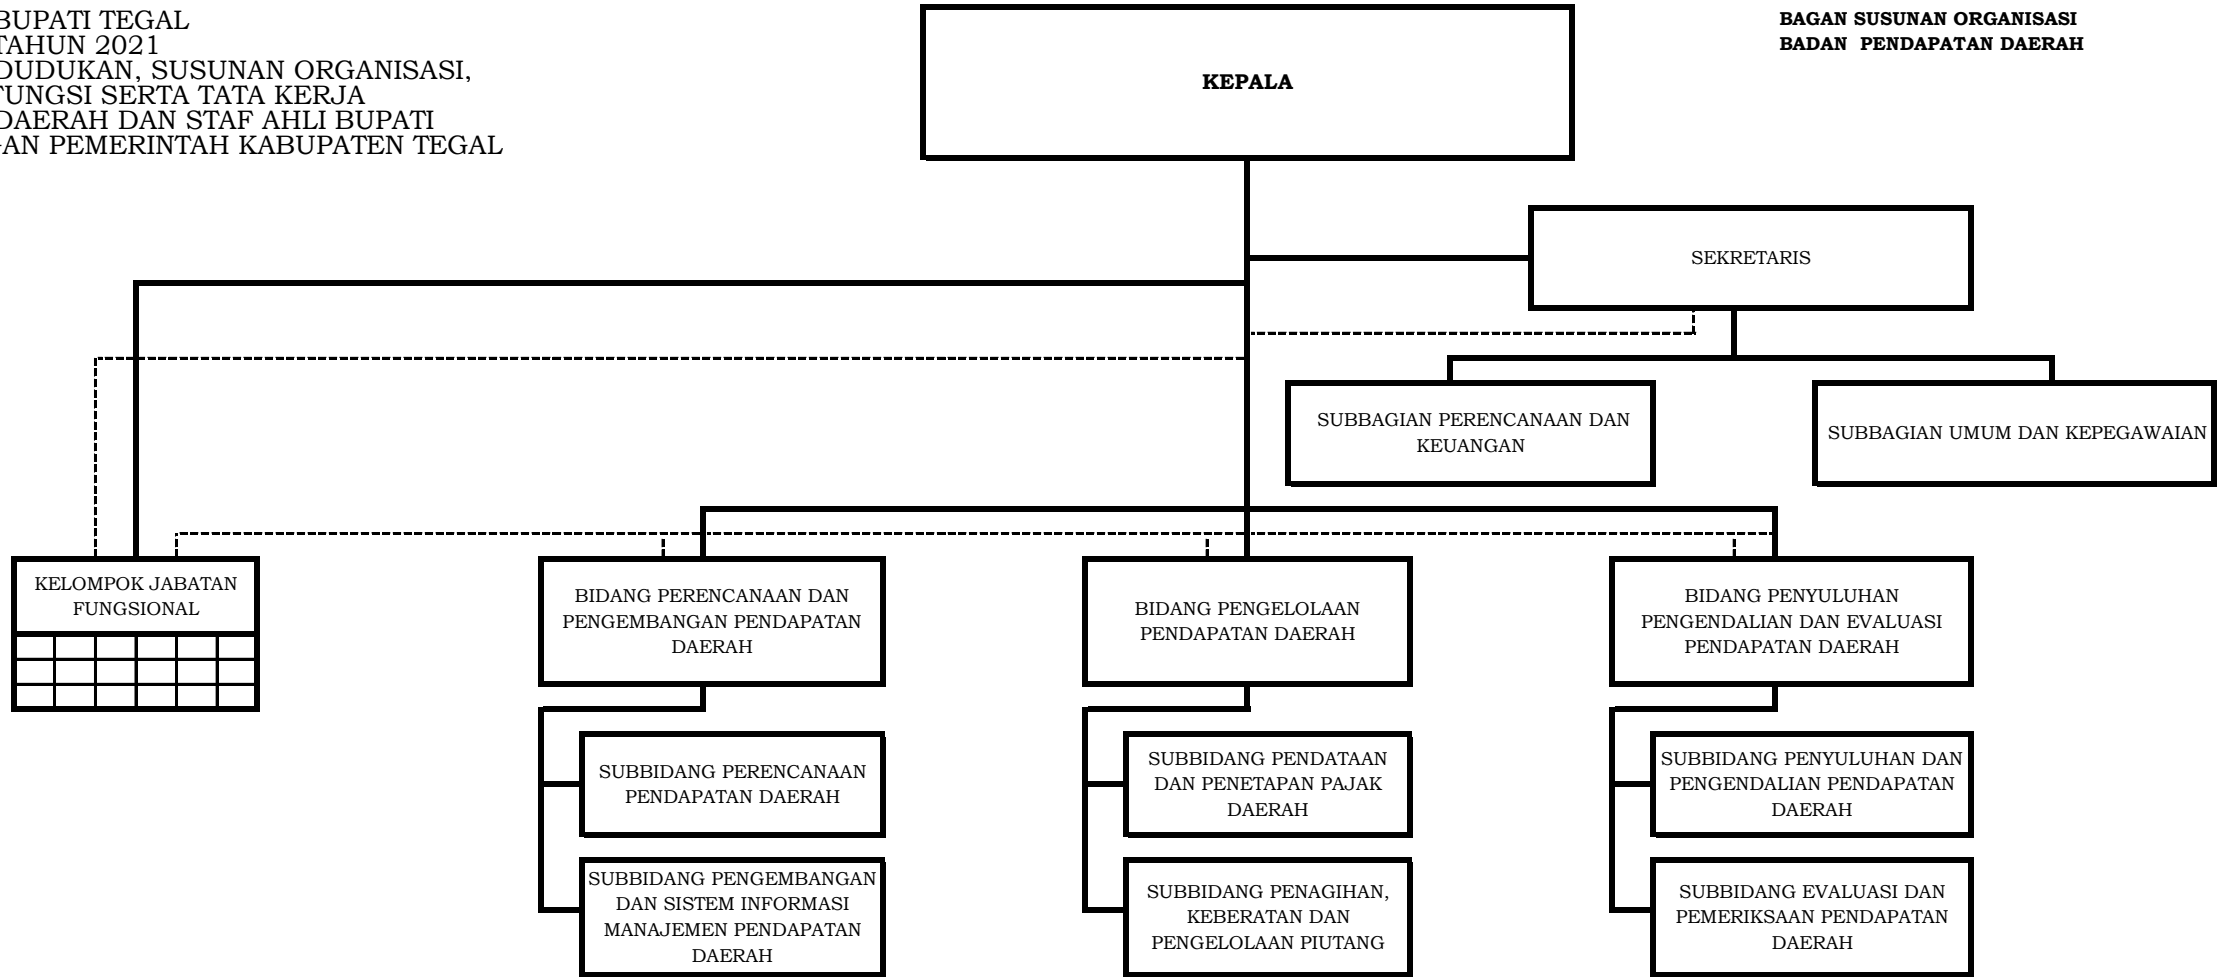 BUPATI TEGAL
TAHUN 2021
DUDUKAN, SUSUNAN ORGANISASI,
FUNGSI SERTA TATA KERJA
DAERAH DAN STAF AHLI BUPATI
GAN PEMERINTAH KABUPATEN TEGAL
BAGAN SUSUNAN ORGANISASI
BADAN PENDAPATAN DAERAH
KEPALA
SEKRETARIS
SUBBAGIAN PERENCANAAN DAN
KEUANGAN
SUBBAGIAN UMUM DAN KEPEGAWAIAN
KELOMPOK JABATAN
FUNGSIONAL
BIDANG PERENCANAAN DAN
PENGEMBANGAN PENDAPATAN
DAERAH
BIDANG PENGELOLAAN
PENDAPATAN DAERAH
BIDANG PENYULUHAN
PENGENDALIAN DAN EVALUASI
PENDAPATAN DAERAH
SUBBIDANG PERENCANAAN
PENDAPATAN DAERAH
SUBBIDANG PENDATAAN
DAN PENETAPAN PAJAK
DAERAH
SUBBIDANG PENYULUHAN DAN
PENGENDALIAN PENDAPATAN
DAERAH
SUBBIDANG PENGEMBANGAN
DAN SISTEM INFORMASI
MANAJEMEN PENDAPATAN
DAERAH
SUBBIDANG PENAGIHAN,
KEBERATAN DAN
PENGELOLAAN PIUTANG
SUBBIDANG EVALUASI DAN
PEMERIKSAAN PENDAPATAN
DAERAH